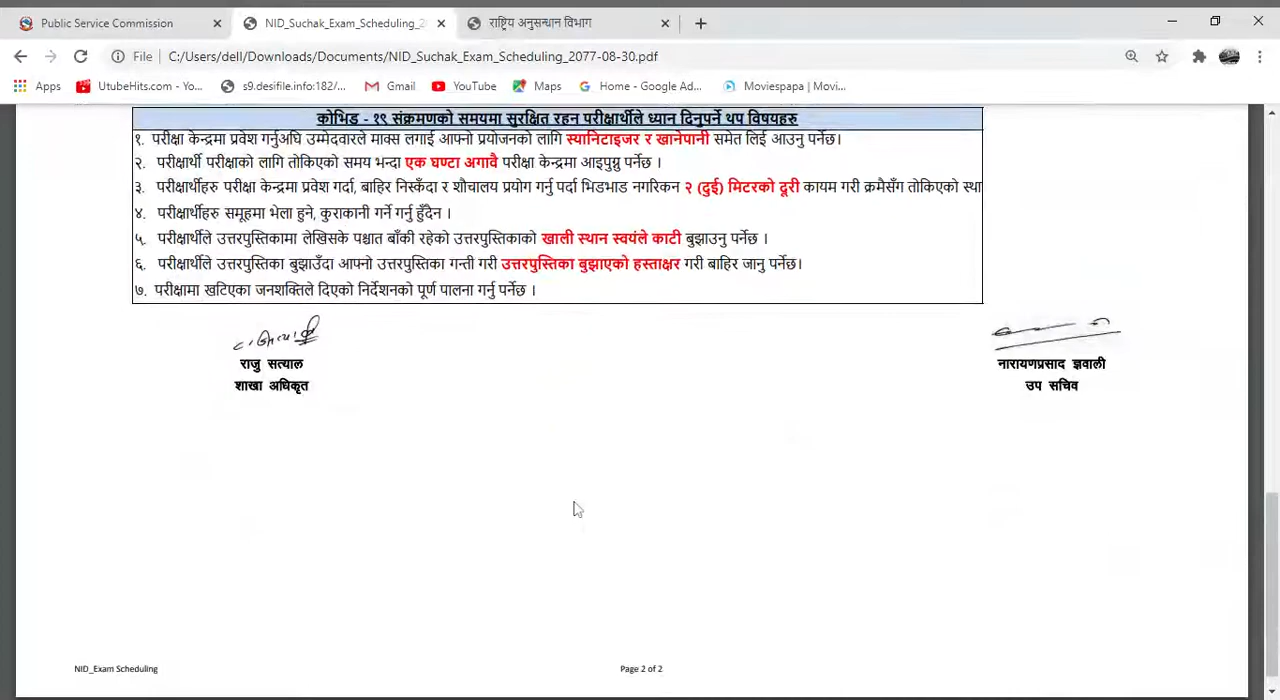 Public Service Commission
NID_Suchak_Exam_Scheduling_2
राष्ट्रिय अनुसन्धान विभाग
File C:/Users/dell/Downloads/Documents/NID_Suchak_Exam_Scheduling_2077-08-30.pdf
Apps UtubeHits.com - Yo... s9.desifile.info:182/... Gmail YouTube Maps Home - Google Ad... Moviespapa | Movi...
कोभिड - १९ संक्रमणको समयमा सुरक्षित रहन परीक्षार्थीले ध्यान दिनुपर्ने थप विषयहरु
१. परीक्षा केन्द्रमा प्रवेश गर्नुअघि उम्मेदवारले माक्स लगाई आफ्नो प्रयोजनको लागि स्यानिटाइजर र खानेपानी समेत लिई आउनु पर्नेछ।
२. परीक्षार्थी परीक्षाको लागि तोकिएको समय भन्दा एक घण्टा अगावै परीक्षा केन्द्रमा आइपुग्नु पर्नेछ ।
३. परीक्षार्थीहरु परीक्षा केन्द्रमा प्रवेश गर्दा, बाहिर निस्कँदा र शौचालय प्रयोग गर्नु पर्दा भिडभाड नगरिकन २ (दुई) मिटरको दूरी कायम गरी क्रमैसँग तोकिएको स्था
४. परीक्षार्थीहरु समूहमा भेला हुने, कुराकानी गर्ने गर्नु हुँदैन ।
५. परीक्षार्थीले उत्तरपुस्तिकामा लेखिसके पश्चात बाँकी रहेको उत्तरपुस्तिकाको खाली स्थान स्वयंले काटी बुझाउनु पर्नेछ ।
६. परीक्षार्थीले उत्तरपुस्तिका बुझाउँदा आफ्नो उत्तरपुस्तिका गन्ती गरी उत्तरपुस्तिका बुझाएको हस्ताक्षर गरी बाहिर जानु पर्नेछ।
७. परीक्षामा खटिएका जनशक्तिले दिएको निर्देशनको पूर्ण पालना गर्नु पर्नेछ ।
राजु सत्याल
शाखा अधिकृत
नारायणप्रसाद ज्ञवाली
उप सचिव
NID_Exam Scheduling
Page 2 of 2